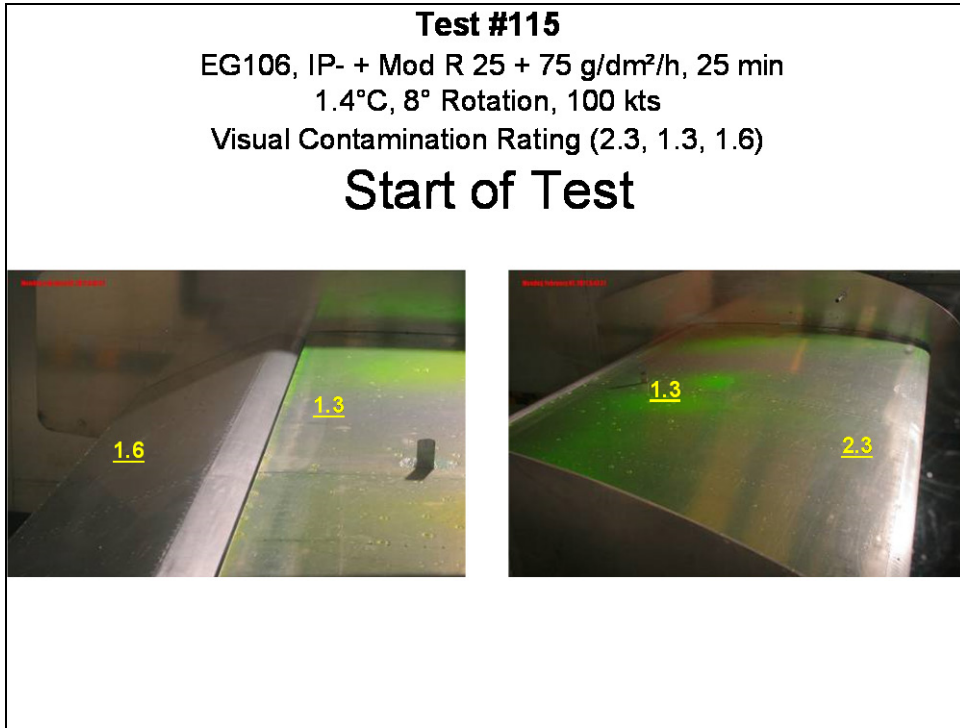 Test #115
EG106, IP- + Mod R 25 + 75 g/dm²/h, 25 min
1.4°C, 8° Rotation, 100 kts
Visual Contamination Rating (2.3, 1.3, 1.6)
Start of Test
1.3
1.6
1.3
2.3